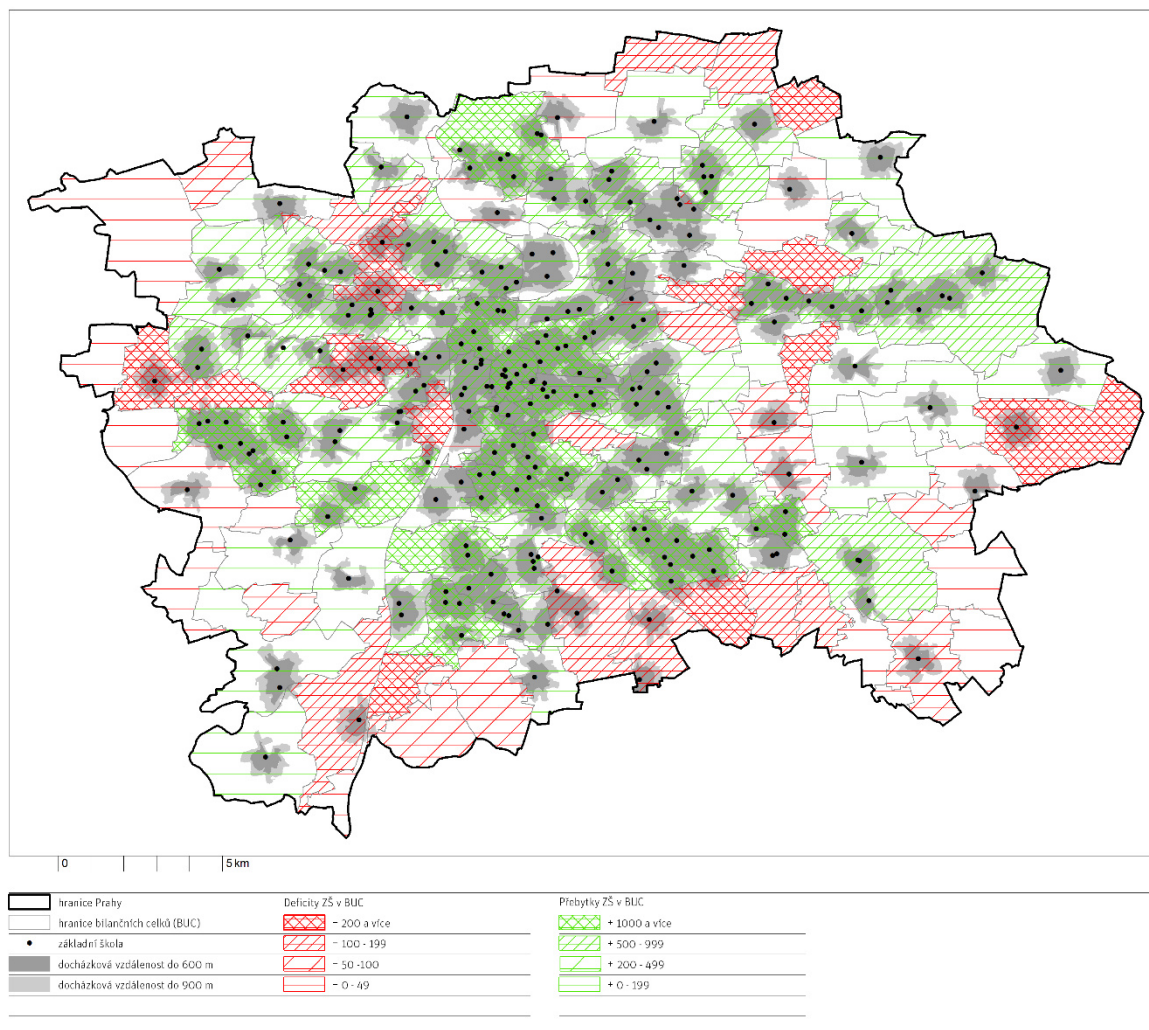 0 5 km
hranice Prahy
hranice bilančních celků (BUC)
základní škola
docházková vzdálenost do 600 m
docházková vzdálenost do 900 m
Deficity ZŠ v BUC
- 200 a více
- 100 - 199
- 50 -100
- 0 - 49
Přebytky ZŠ v BUC
+ 1000 a více
+ 500 - 999
+ 200 - 499
+ 0 - 199